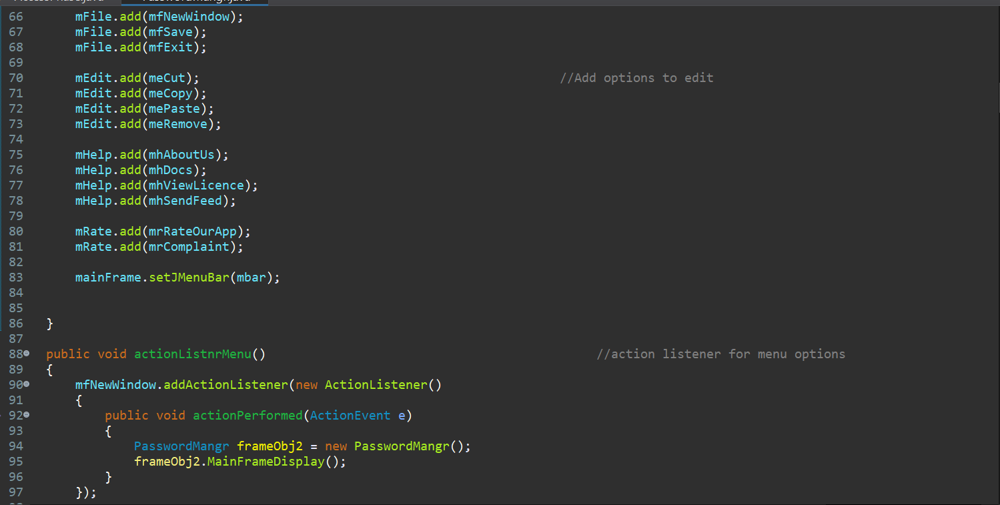 66 mFile.add(mfNewWindow);
67 mFile.add(mfSave);
68 mFile.add(mfExit);
69
70 mEdit.add(meCut); //Add options to edit
71 mEdit.add(meCopy);
72 mEdit.add(mePaste);
73 mEdit.add(meRemove);
74
75 mHelp.add(mhAboutUs);
76 mHelp.add(mhDocs);
77 mHelp.add(mhViewLicence);
78 mHelp.add(mhSendFeed);
79
80 mRate.add(mrRateOurApp);
81 mRate.add(mrComplaint);
82
83 mainFrame.setJMenuBar(mbar);
84
85
86 }
87
88 public void actionListnrMenu() //action listener for menu options
89 {
90 mfNewWindow.addActionListener(new ActionListener()
91 {
92 public void actionPerformed(ActionEvent e)
93 {
94 PasswordMangr frameObj2 = new PasswordMangr();
95 frameObj2.MainFrameDisplay();
96 }
97 });